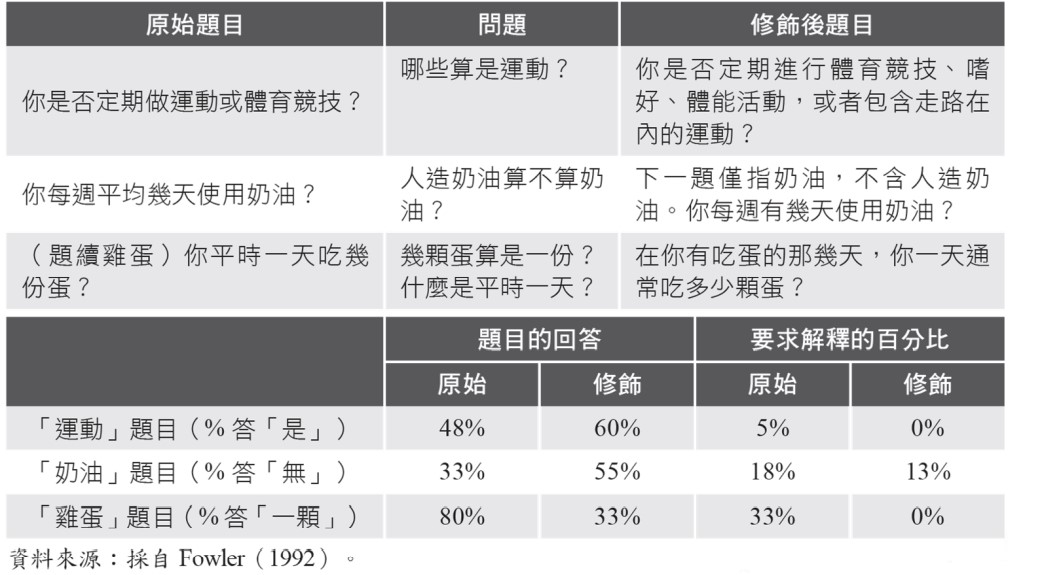 原始題目 問題 修飾後題目
你是否定期做運動或體育競技？
哪些算是運動？
你是否定期進行體育競技、嗜
好、體能活動，或者包含走路在
內的運動？
你每週平均幾天使用奶油？
人造奶油算不算奶
油？
下一題僅指奶油，不含人造奶
油。你每週有幾天使用奶油？
（題續雞蛋）你平時一天吃幾
份蛋？
幾顆蛋算是一份？
什麼是平時一天？
在你有吃蛋的那幾天，你一天通
常吃多少顆蛋？
題目的回答 要求解釋的百分比
原始 修飾 原始 修飾
「運動」題目（% 答「是」） 48% 60% 5% 0%
「奶油」題目（% 答「無」） 33% 55% 18% 13%
「雞蛋」題目（% 答「一顆」） 80% 33% 33% 0%
資料來源：採自 Fowler（1992）。